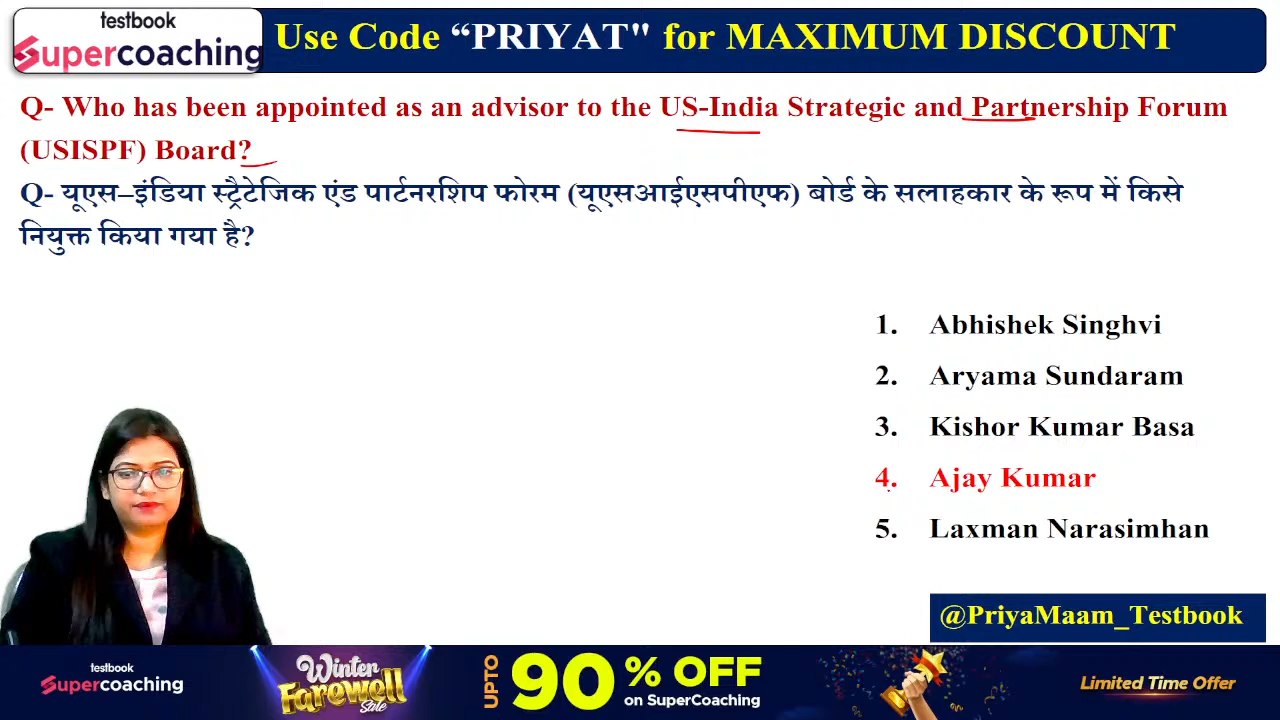 testbook
Supercoaching
Use Code “PRIYAT" for MAXIMUM DISCOUNT
Q- Who has been appointed as an advisor to the US-India Strategic and Partnership Forum
(USISPF) Board?
Q- यूएस–इंडिया स्ट्रैटेजिक एंड पार्टनरशिप फोरम (यूएसआईएसपीएफ) बोर्ड के सलाहकार के रूप में किसे
नियुक्त किया गया है?
1. Abhishek Singhvi
2. Aryama Sundaram
3. Kishor Kumar Basa
4. Ajay Kumar
5. Laxman Narasimhan
@PriyaMaam_Testbook
testbook
Supercoaching
Winter
Farewell
Sale
UPTO
90% OFF
on SuperCoaching
Limited Time Offer